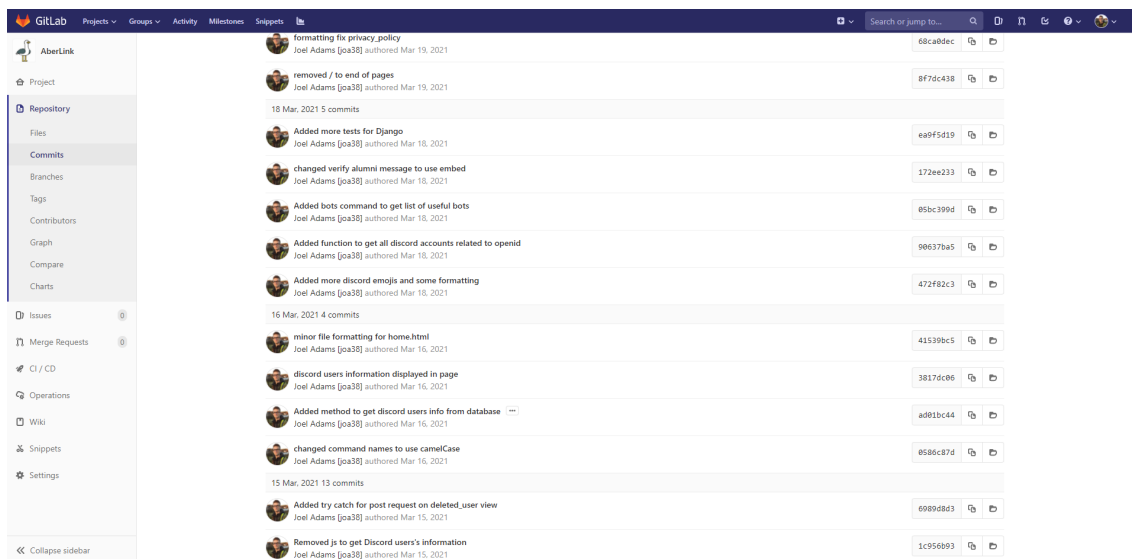 GitLab Projects Groups Activity Milestones Snippets Search or jump to...
AberLink
Project
Repository
Files
Commits
Branches
Tags
Contributors
Graph
Compare
Charts
Issues 0
Merge Requests 0
CI / CD
Operations
Wiki
Snippets
Settings
Collapse sidebar
formatting fix privacy_policy
Joel Adams [joa38] authored Mar 19, 2021
68ca0dec
removed / to end of pages
Joel Adams [joa38] authored Mar 19, 2021
8f7dc438
18 Mar, 2021 5 commits
Added more tests for Django
Joel Adams [joa38] authored Mar 18, 2021
ea9f5d19
changed verify alumni message to use embed
Joel Adams [joa38] authored Mar 18, 2021
172ee233
Added bots command to get list of useful bots
Joel Adams [joa38] authored Mar 18, 2021
05bc399d
Added function to get all discord accounts related to openid
Joel Adams [joa38] authored Mar 18, 2021
90637ba5
Added more discord emojis and some formatting
Joel Adams [joa38] authored Mar 18, 2021
472f82c3
16 Mar, 2021 4 commits
minor file formatting for home.html
Joel Adams [joa38] authored Mar 16, 2021
41539bc5
discord users information displayed in page
Joel Adams [joa38] authored Mar 16, 2021
3817dc06
Added method to get discord users info from database ...
Joel Adams [joa38] authored Mar 16, 2021
ad01bc44
changed command names to use camelCase
Joel Adams [joa38] authored Mar 16, 2021
0586c87d
15 Mar, 2021 13 commits
Added try catch for post request on deleted_user view
Joel Adams [joa38] authored Mar 15, 2021
6989d8d3
Removed js to get Discord users's information
Joel Adams [joa38] authored Mar 15, 2021
1c956b93